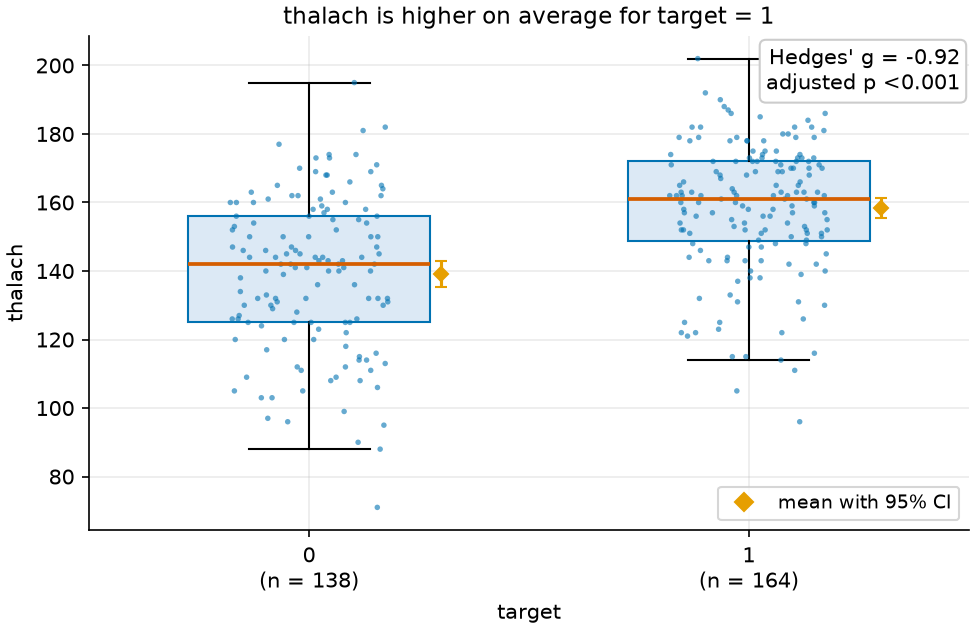 thalach is higher on average for target = 1
Hedges' g = -0.92
adjusted p <0.001
thalach
200
180
160
140
120
100
80
mean with 95% CI
0
(n = 138)
1
(n = 164)
target